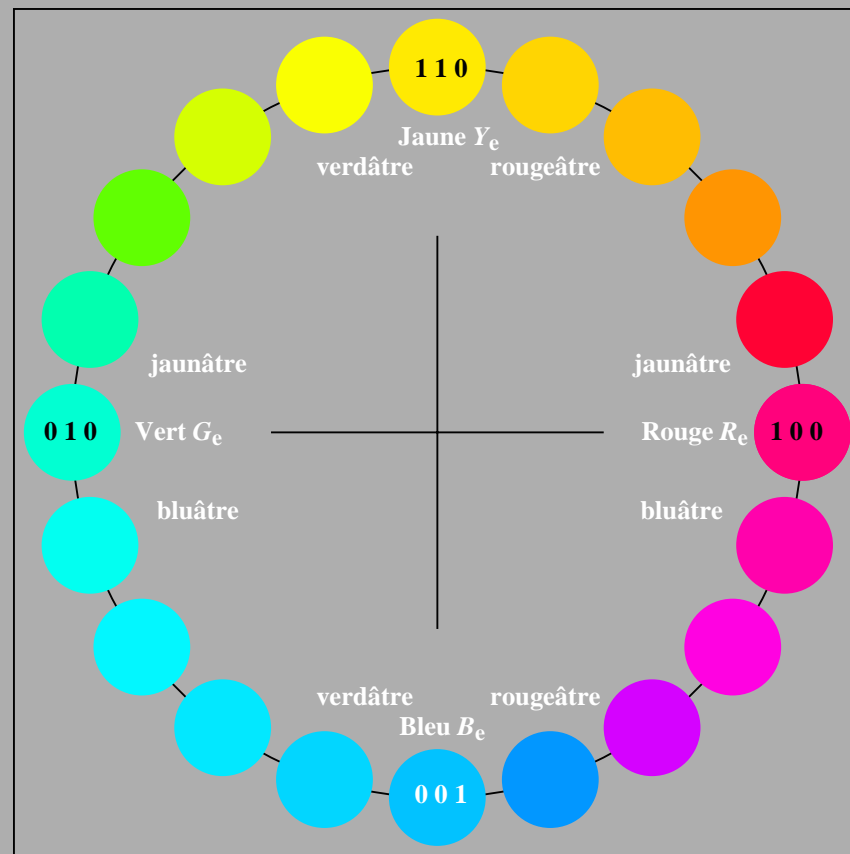 1 1 0
Jaune Ye
verdâtre rougeâtre
jaunâtre jaunâtre
0 1 0 Vert Ge Rouge Re 1 0 0
bluâtre bluâtre
verdâtre rougeâtre
Bleu Be
0 0 1